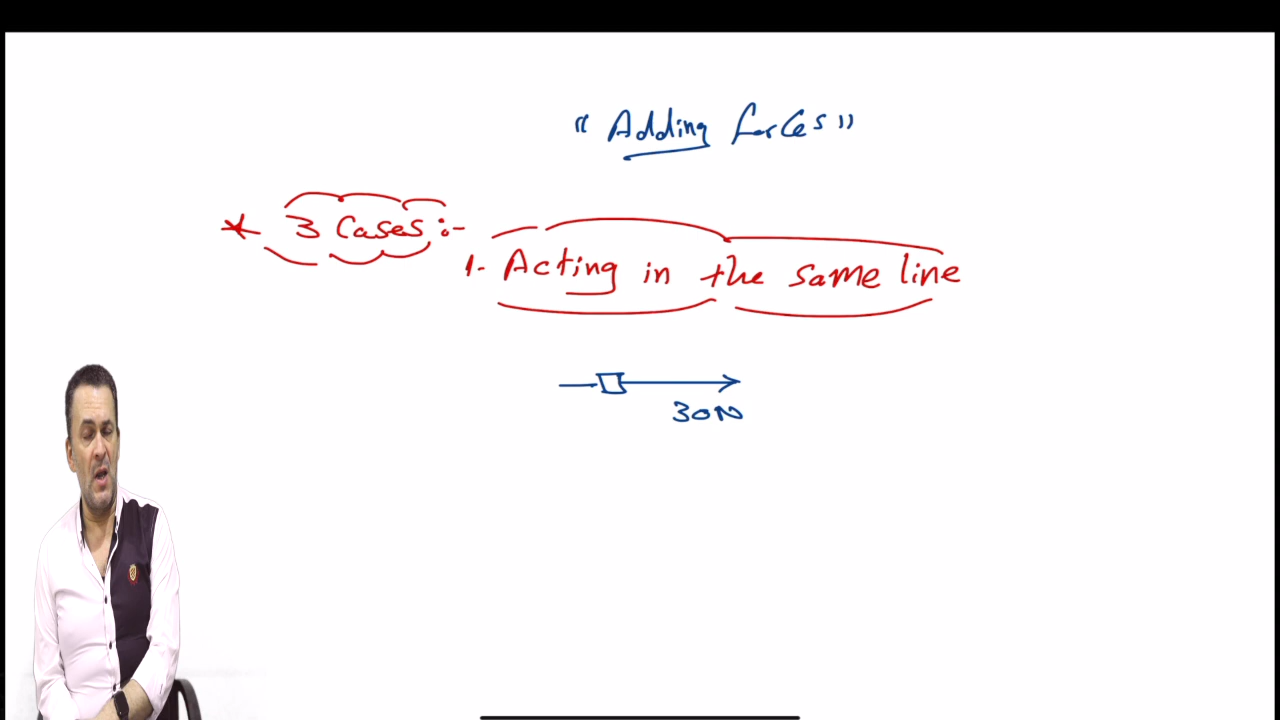 "Adding forces"
* 3 Cases :-
1. Acting in the same line
30N